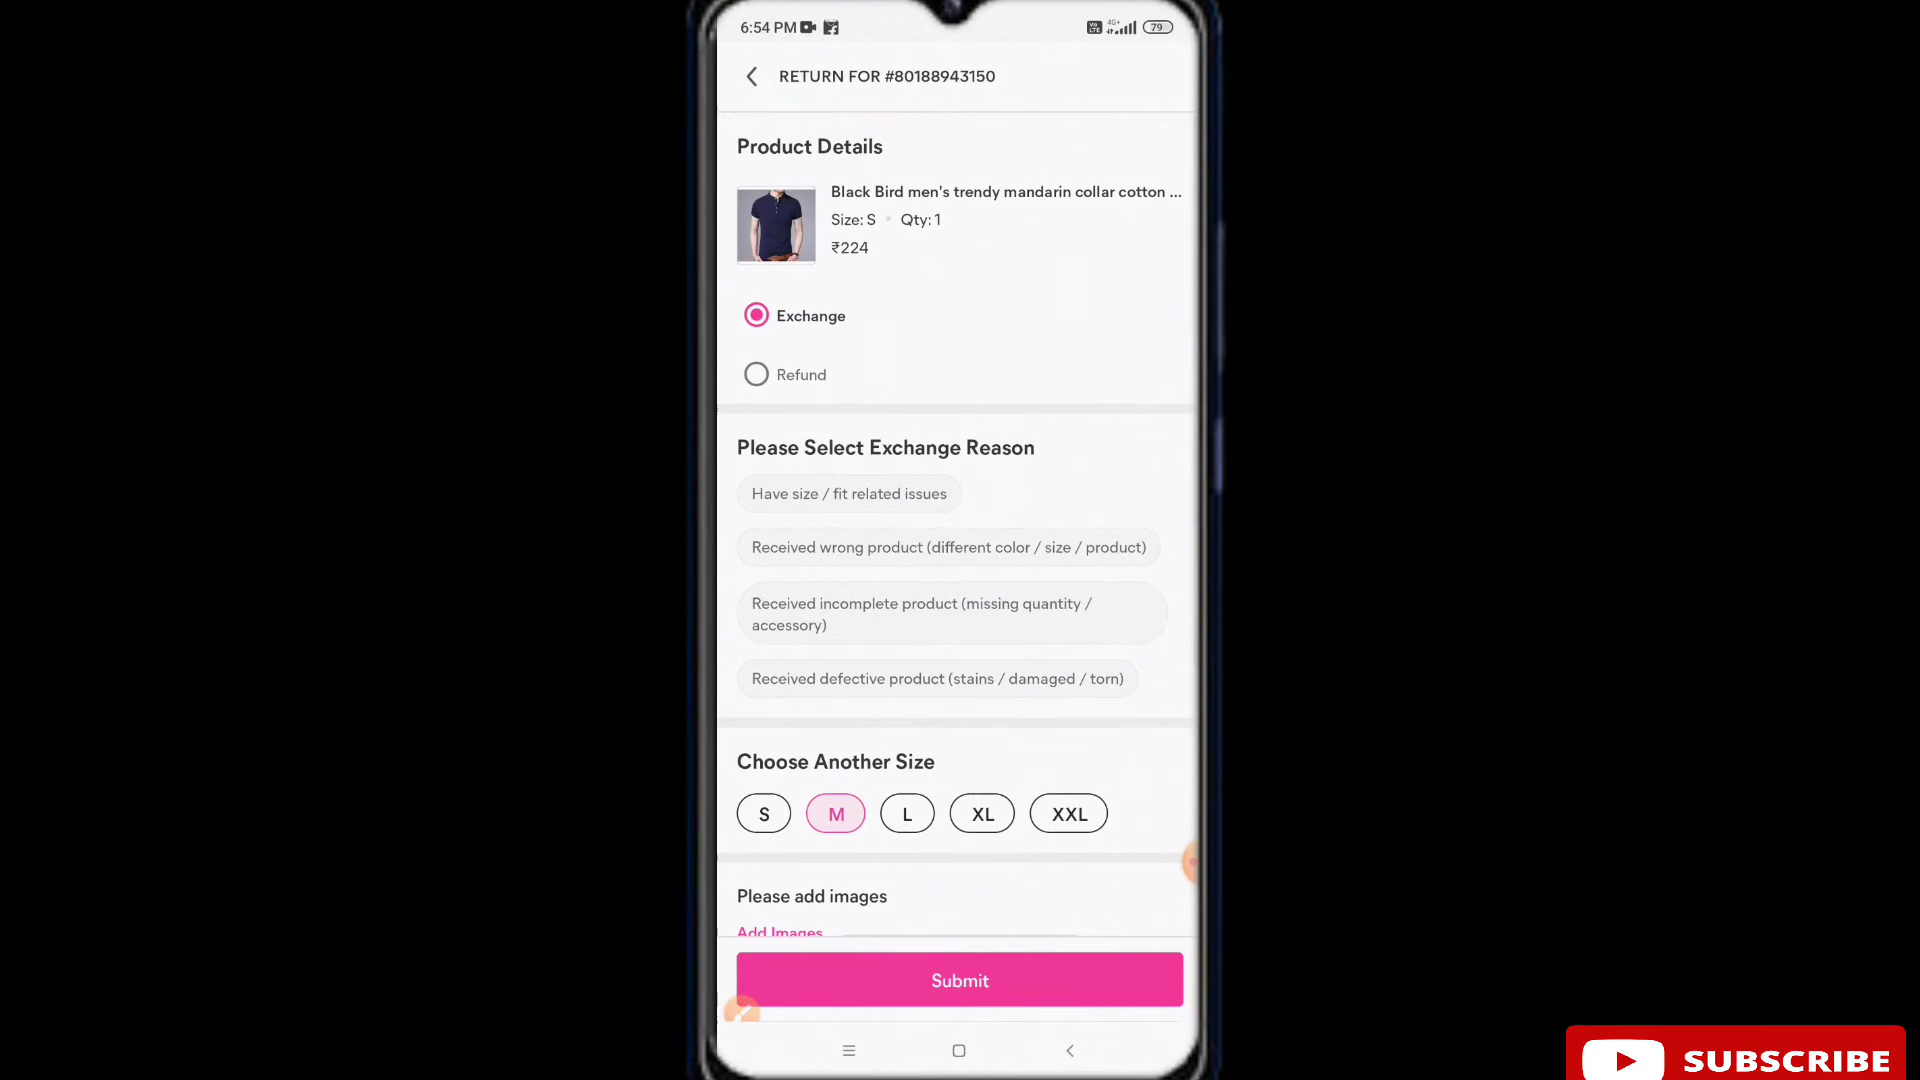 6:54 PM
Vo LTE 4G+ 79
RETURN FOR #80188943150
Product Details
Black Bird men's trendy mandarin collar cotton ...
Size: S • Qty: 1
₹224
Exchange
Refund
Please Select Exchange Reason
Have size / fit related issues
Received wrong product (different color / size / product)
Received incomplete product (missing quantity /
accessory)
Received defective product (stains / damaged / torn)
Choose Another Size
S M L XL XXL
Please add images
Add Images
Submit
SUBSCRIBE